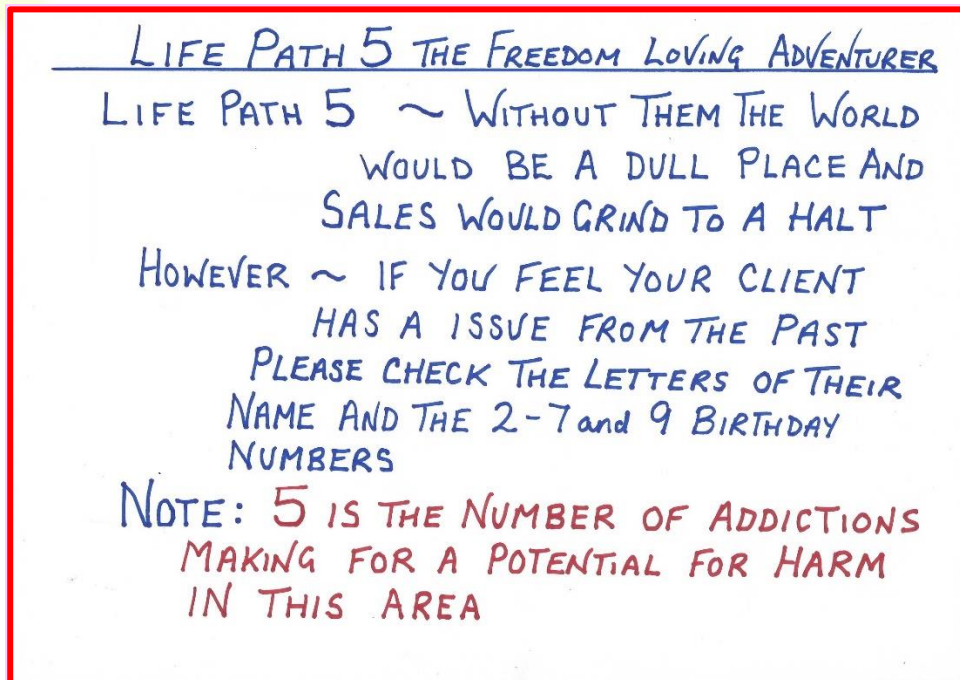 LIFE PATH 5 THE FREEDOM LOVING ADVENTURER
LIFE PATH 5 ~ WITHOUT THEM THE WORLD
WOULD BE A DULL PLACE AND
SALES WOULD GRIND TO A HALT
HOWEVER ~ IF YOU FEEL YOUR CLIENT
HAS A ISSUE FROM THE PAST
PLEASE CHECK THE LETTERS OF THEIR
NAME AND THE 2-7 and 9 BIRTHDAY
NUMBERS
NOTE: 5 IS THE NUMBER OF ADDICTIONS
MAKING FOR A POTENTIAL FOR HARM
IN THIS AREA